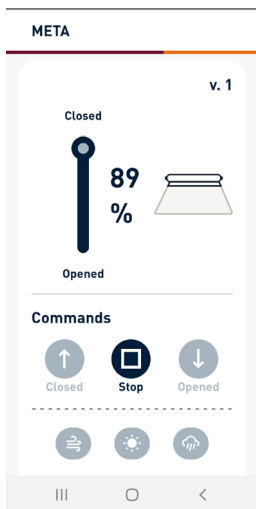 META
v. 1
Closed
89
%
Opened
Commands
Closed Stop Opened